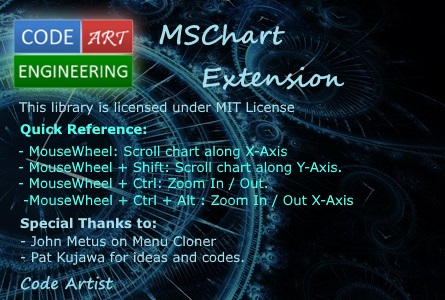 CODE ART
ENGINEERING
MSChart
Extension
This library is licensed under MIT License
Quick Reference:
- MouseWheel: Scroll chart along X-Axis
- MouseWheel + Shift: Scroll chart along Y-Axis.
- MouseWheel + Ctrl: Zoom In / Out.
-MouseWheel + Ctrl + Alt : Zoom In / Out X-Axis
Special Thanks to:
- John Metus on Menu Cloner
- Pat Kujawa for ideas and codes.
Code Artist